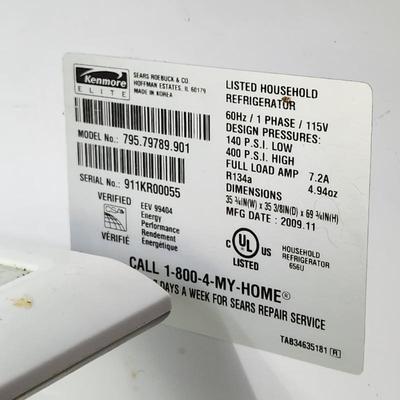 Kenmore
ELITE
SEARS ROEBUCK & CO.
HOFFMAN ESTATES, IL 60179
MADE IN KOREA
MODEL No.: 795.79789.901
SERIAL No.: 911KR00055
VERIFIED
VÉRIFIÉ
EEV 99404
Energy
Performance
Rendement
Energétique
LISTED HOUSEHOLD
REFRIGERATOR
60Hz / 1 PHASE / 115V
DESIGN PRESSURES:
140 P.S.I. LOW
400 P.S.I. HIGH
FULL LOAD AMP 7.2A
R134a 4.94oz
DIMENSIONS
35 ¾IN(W) X 35 3/8IN(D) X 69 ¾IN(H)
MFG DATE : 2009.11
C UL US
LISTED
HOUSEHOLD
REFRIGERATOR
656U
CALL 1-800-4-MY-HOME®
DAYS A WEEK FOR SEARS REPAIR SERVICE
TAB34635181 R